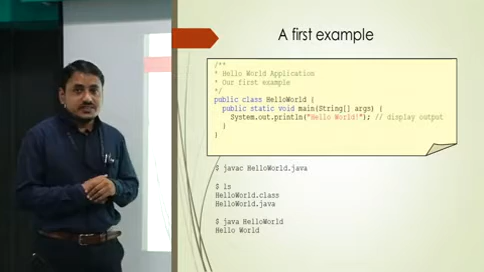 A first example
/**
* Hello World Application
* Our first example
*/
public class HelloWorld {
public static void main(String[] args) {
System.out.println("Hello World!"); // display output
}
}
$ javac HelloWorld.java
$ ls
HelloWorld.class
HelloWorld.java
$ java HelloWorld
Hello World